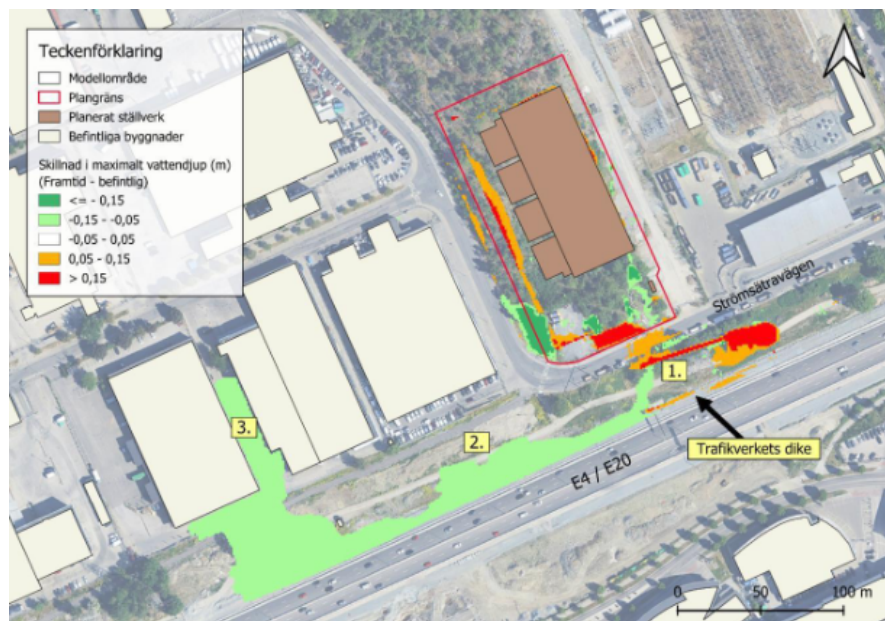 Teckenförklaring
Modellområde
Plangräns
Planerat ställverk
Befintliga byggnader
Skillnad i maximalt vattendjup (m)
(Framtid - befintlig)
<= - 0,15
-0,15 - -0,05
-0,05 - 0,05
0,05 - 0,15
> 0,15
Strömsätravägen
1.
2.
3.
Trafikverkets dike
E4 / E20
0 50 100 m